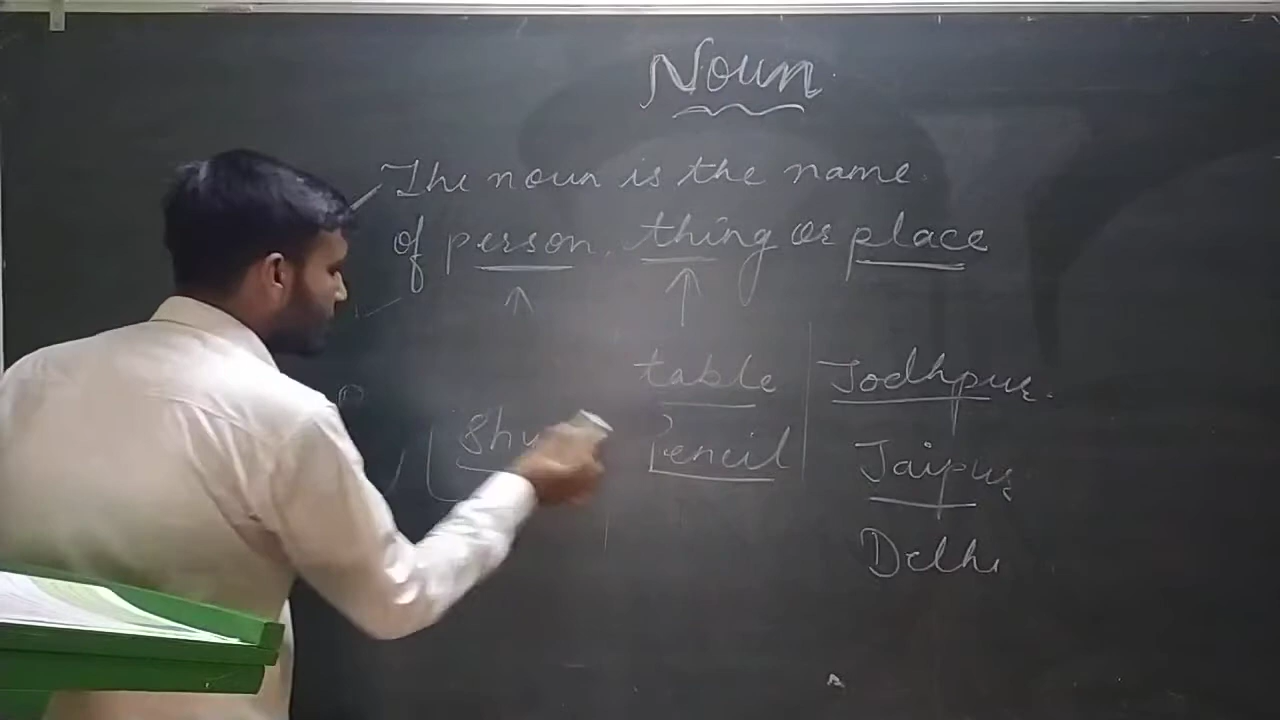 Noun
The noun is the name
of person, thing or place
table
Pencil
Jodhpur.
Jaipur
Delhi